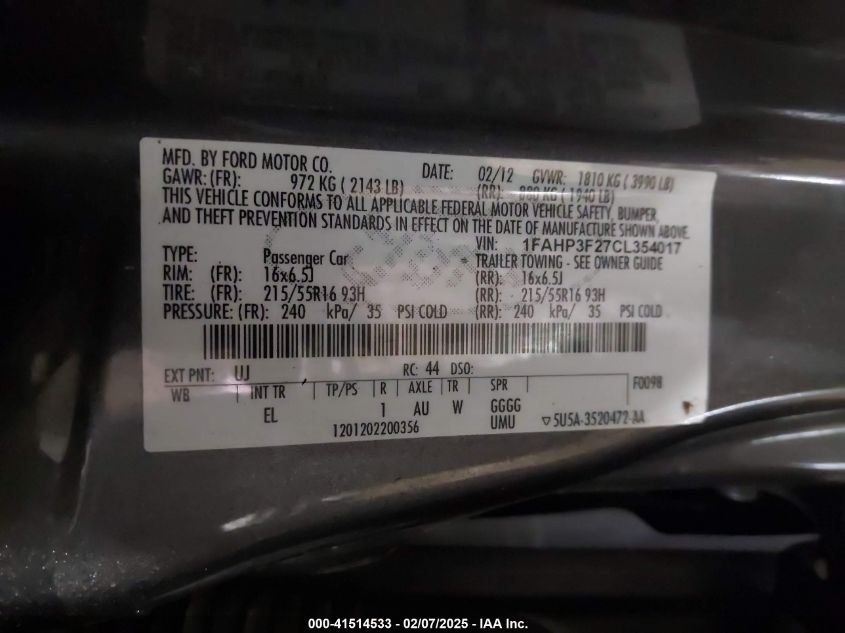 MFD. BY FORD MOTOR CO. DATE: 02/12 GVWR: 1810 KG ( 3990 LB)
GAWR: (FR): 972 KG ( 2143 LB) (RR): 880 KG ( 1940 LB)
THIS VEHICLE CONFORMS TO ALL APPLICABLE FEDERAL MOTOR VEHICLE SAFETY, BUMPER,
AND THEFT PREVENTION STANDARDS IN EFFECT ON THE DATE OF MANUFACTURE SHOWN ABOVE.
VIN: 1FAHP3F27CL354017
TYPE: Passenger Car TRAILER TOWING - SEE OWNER GUIDE
RIM: (FR): 16x6.5J (RR): 16x6.5J
TIRE: (FR): 215/55R16 93H (RR): 215/55R16 93H
PRESSURE: (FR): 240 kPa/ 35 PSI COLD (RR): 240 kPa/ 35 PSI COLD
EXT PNT: UJ RC: 44 DSO: F0098
WB INT TR TP/PS R AXLE TR SPR
EL 1 AU W GGGG
1201202200356 UMU ▽5U5A-3520472-AA
000-41514533 - 02/07/2025 - IAA Inc.